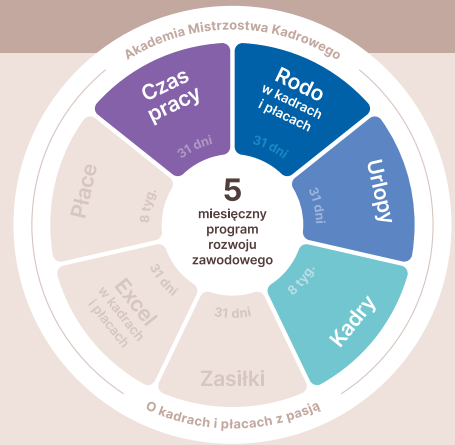 Akademia Mistrzostwa Kadrowego
Czas
pracy
31 dni
Rodo
w kadrach
i płacach
31 dni
Urlopy
31 dni
Kadry
8 tyg.
Zasiłki
31 dni
Excel
w kadrach
i płacach
31 dni
Płace
8 tyg.
5
miesięczny
program
rozwoju
zawodowego
O kadrach i płacach z pasją